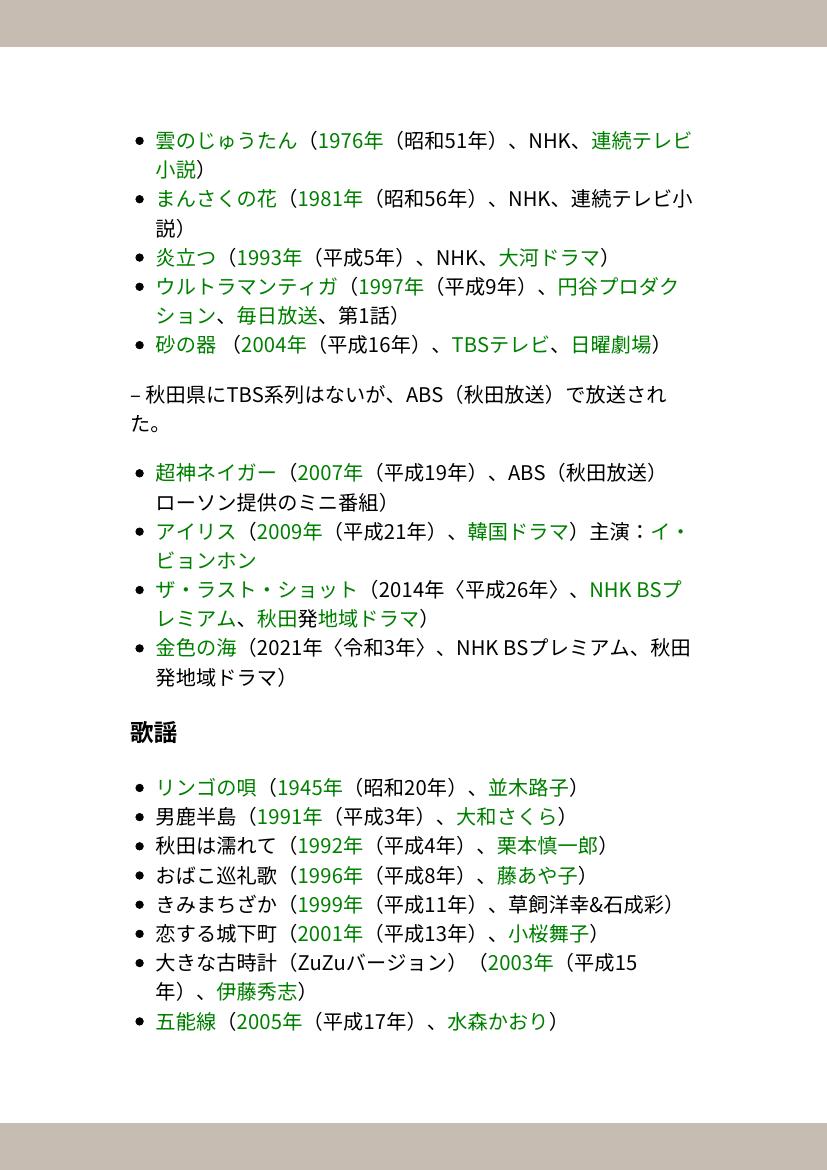 • 雲のじゅうたん（1976年（昭和51年）、NHK、連続テレビ
小説）
• まんさくの花（1981年（昭和56年）、NHK、連続テレビ小
説）
• 炎立つ（1993年（平成5年）、NHK、大河ドラマ）
• ウルトラマンティガ（1997年（平成9年）、円谷プロダク
ション、毎日放送、第1話）
• 砂の器 （2004年（平成16年）、TBSテレビ、日曜劇場）
– 秋田県にTBS系列はないが、ABS（秋田放送）で放送され
た。
• 超神ネイガー（2007年（平成19年）、ABS（秋田放送）
ローソン提供のミニ番組）
• アイリス（2009年（平成21年）、韓国ドラマ）主演：イ・
ビョンホン
• ザ・ラスト・ショット（2014年〈平成26年〉、NHK BSプ
レミアム、秋田発地域ドラマ）
• 金色の海（2021年〈令和3年〉、NHK BSプレミアム、秋田
発地域ドラマ）
歌謡
• リンゴの唄（1945年（昭和20年）、並木路子）
• 男鹿半島（1991年（平成3年）、大和さくら）
• 秋田は濡れて（1992年（平成4年）、栗本慎一郎）
• おばこ巡礼歌（1996年（平成8年）、藤あや子）
• きみまちざか（1999年（平成11年）、草飼洋幸&石成彩）
• 恋する城下町（2001年（平成13年）、小桜舞子）
• 大きな古時計（ZuZuバージョン）（2003年（平成15
年）、伊藤秀志）
• 五能線（2005年（平成17年）、水森かおり）